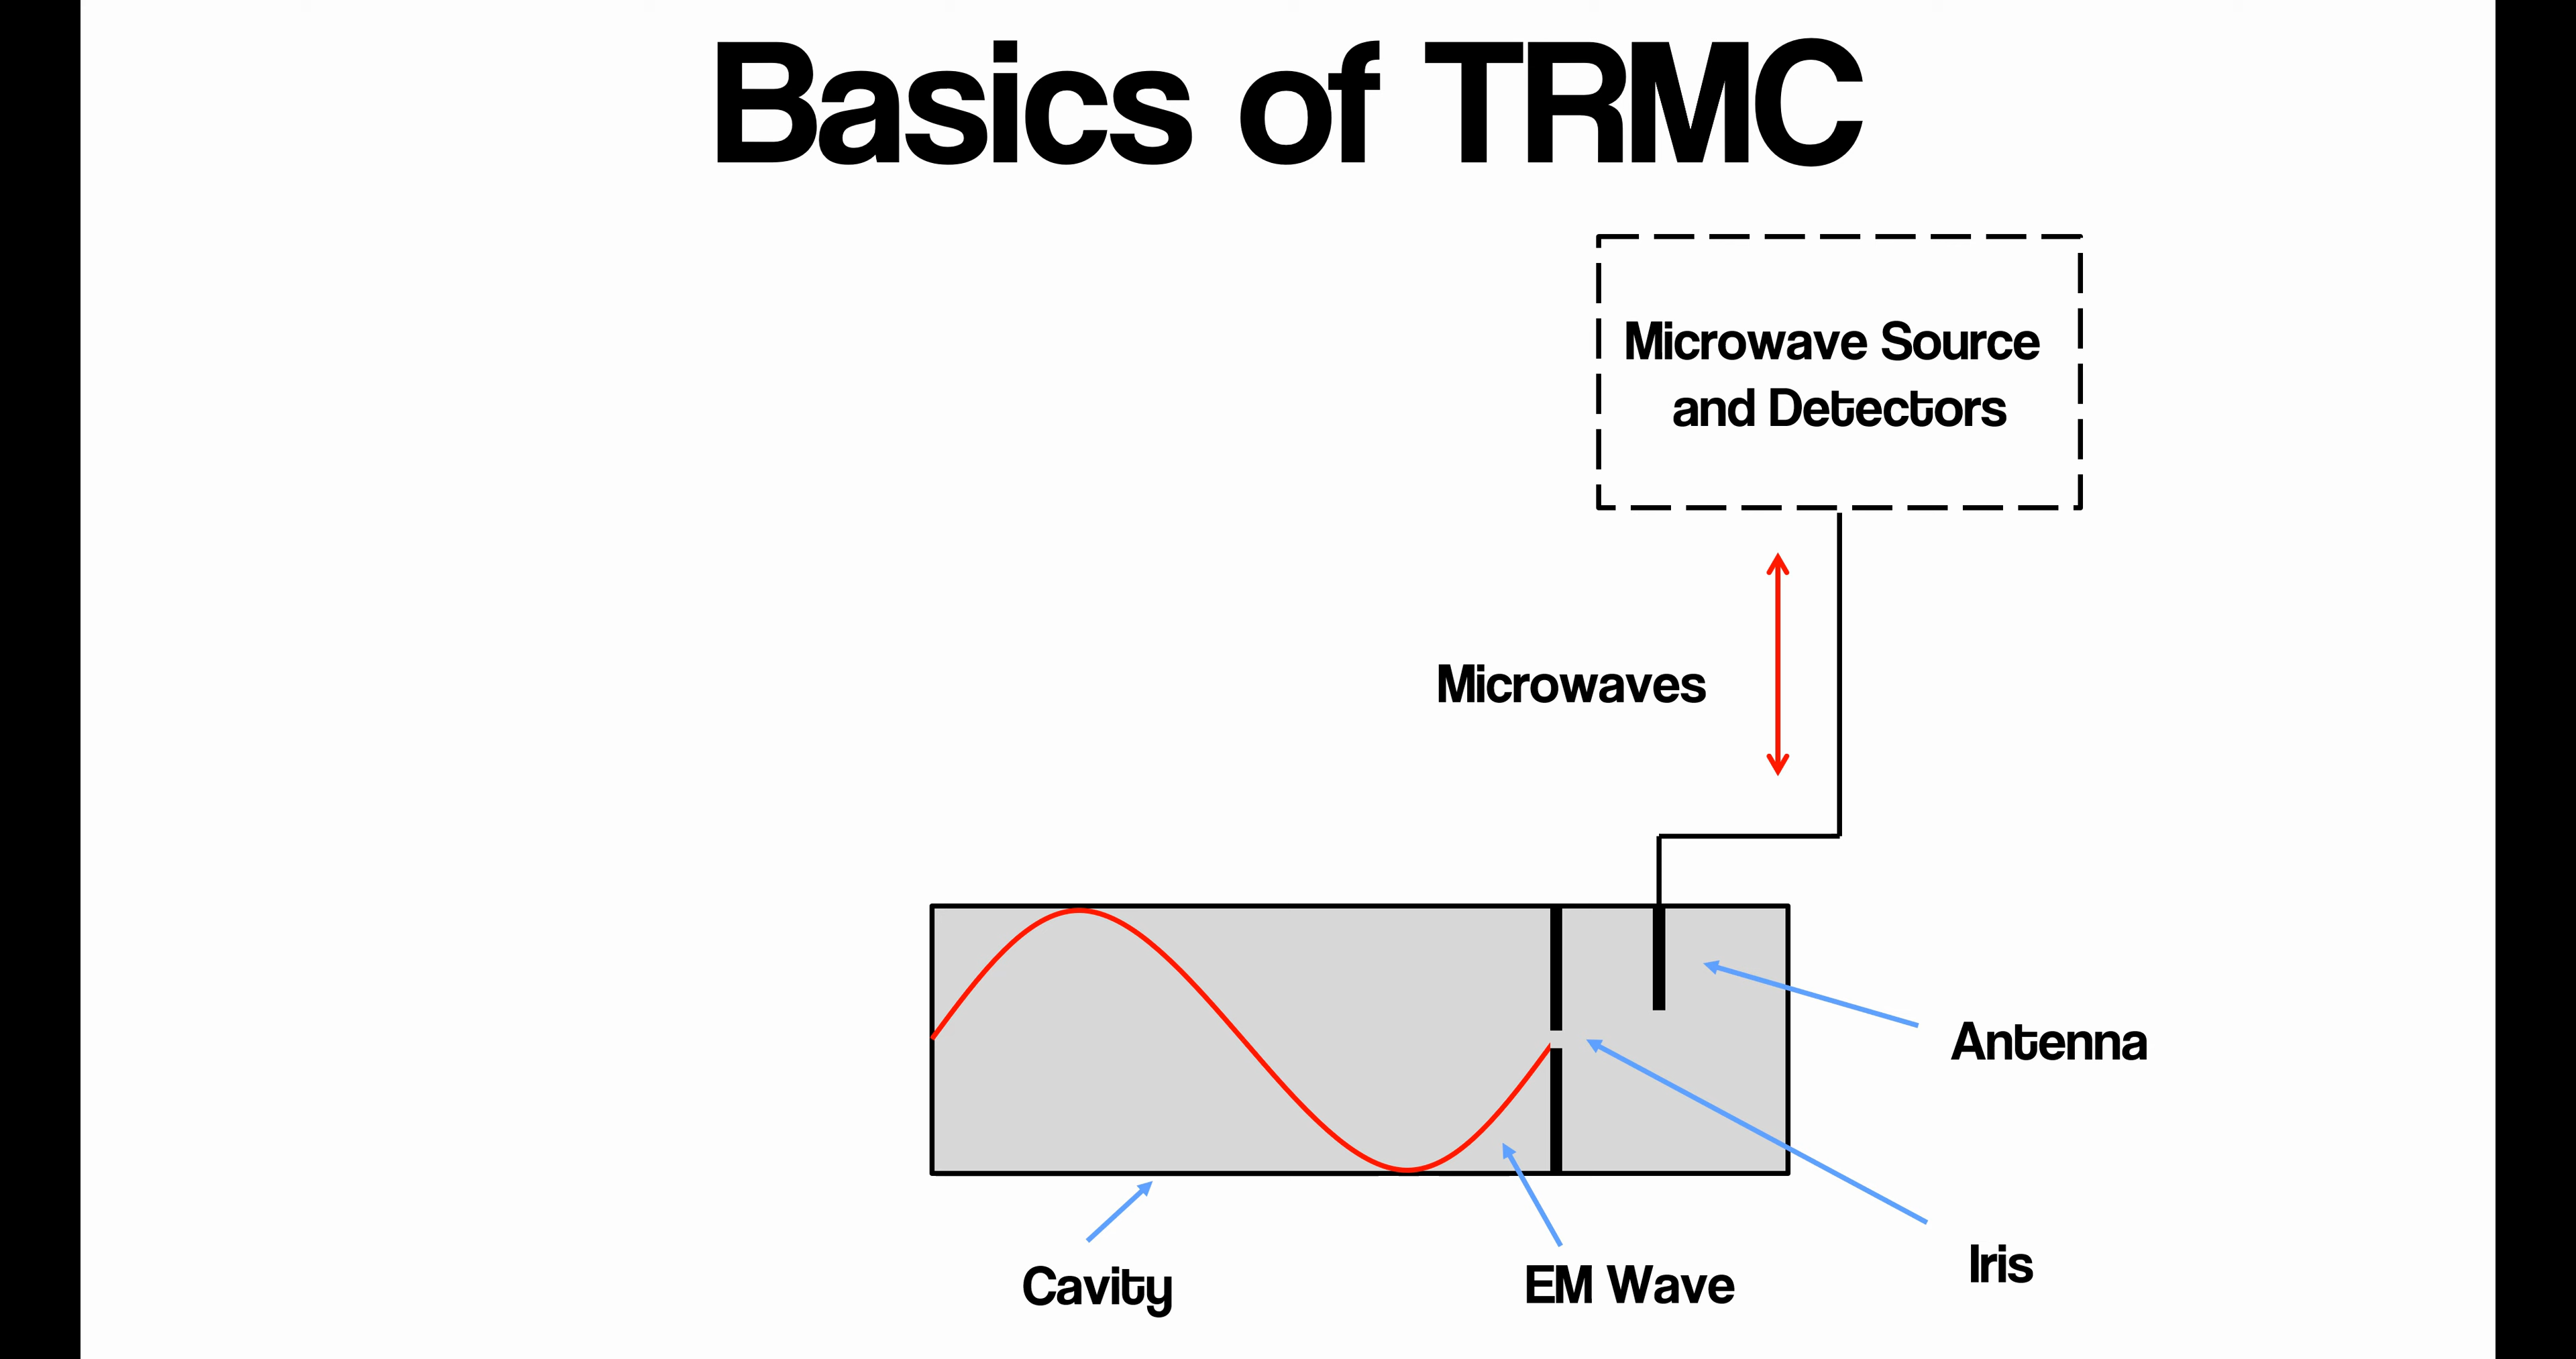 Basics of TRMC
Microwave Source
and Detectors
Microwaves
Antenna
Iris
EM Wave
Cavity